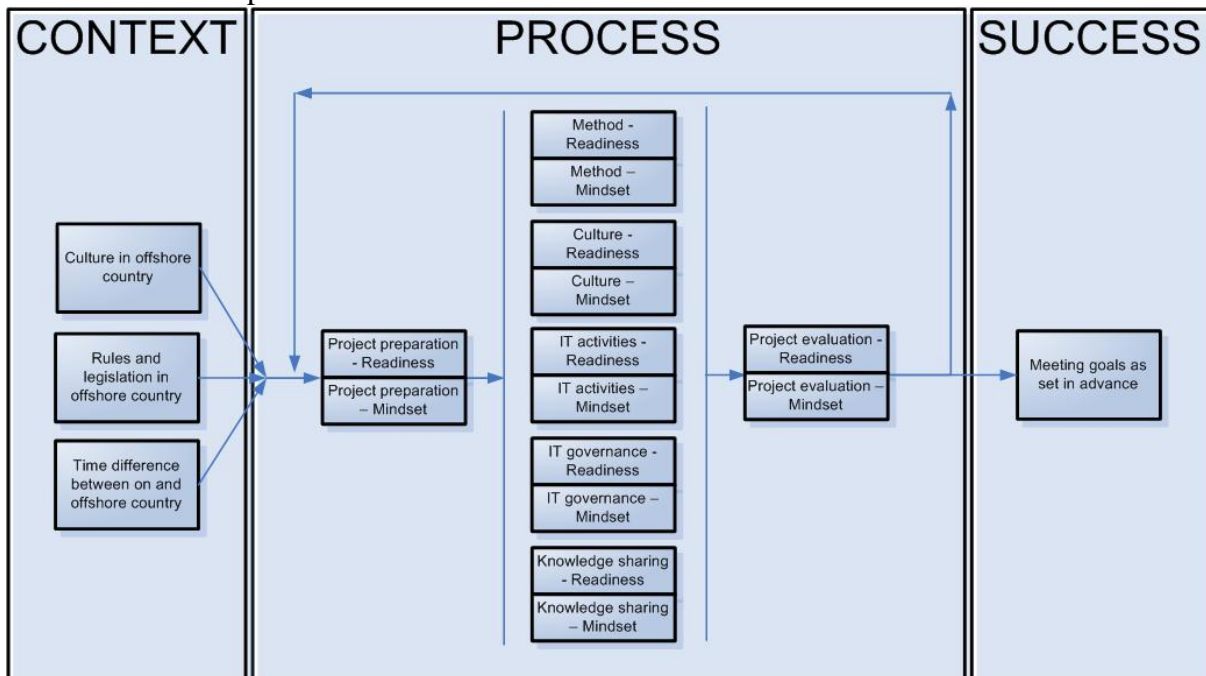 CONTEXT
PROCESS
SUCCESS
Culture in offshore
country
Rules and
legislation in
offshore country
Time difference
between on and
offshore country
Project preparation
- Readiness
Project preparation
– Mindset
Method -
Readiness
Method –
Mindset
Culture -
Readiness
Culture –
Mindset
IT activities -
Readiness
IT activities –
Mindset
IT governance -
Readiness
IT governance –
Mindset
Knowledge sharing
- Readiness
Knowledge sharing
– Mindset
Project evaluation -
Readiness
Project evaluation –
Mindset
Meeting goals as
set in advance